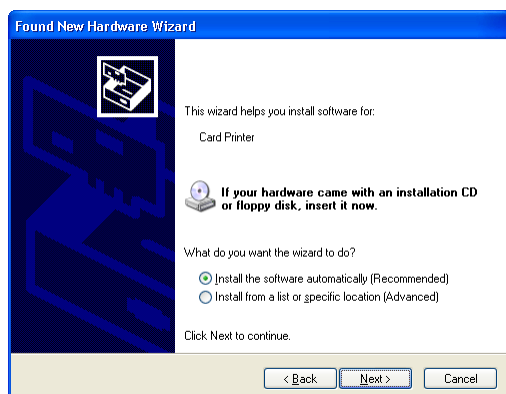 Found New Hardware Wizard
This wizard helps you install software for:
Card Printer
If your hardware came with an installation CD
or floppy disk, insert it now.
What do you want the wizard to do?
Install the software automatically (Recommended)
Install from a list or specific location (Advanced)
Click Next to continue.
< Back
Next >
Cancel